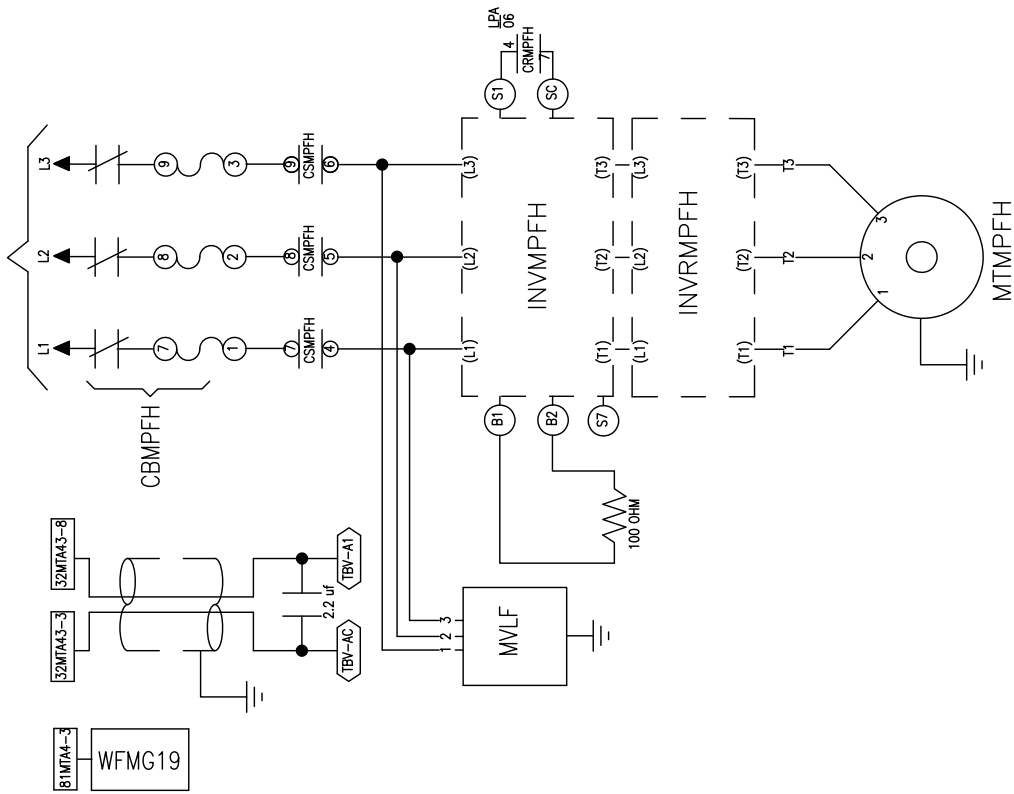 LPA
06
4
CRMPFH
7
S1
SC
L1
L2
L3
7
8
9
1
2
3
CBMPFH
7
8
9
CSMPFH
CSMPFH
CSMPFH
4
5
6
32MTA43-3
32MTA43-8
2.2 uf
TBV-AC
TBV-A1
81MTA4-3
WFMG19
1
2
3
MVLF
100 OHM
B1
B2
S7
(L1)
(L2)
(L3)
INVMPFH
(T1)
(T2)
(T3)
(L1)
(L2)
(L3)
INVRMPFH
(T1)
(T2)
(T3)
T1
T2
T3
1
2
3
MTMPFH